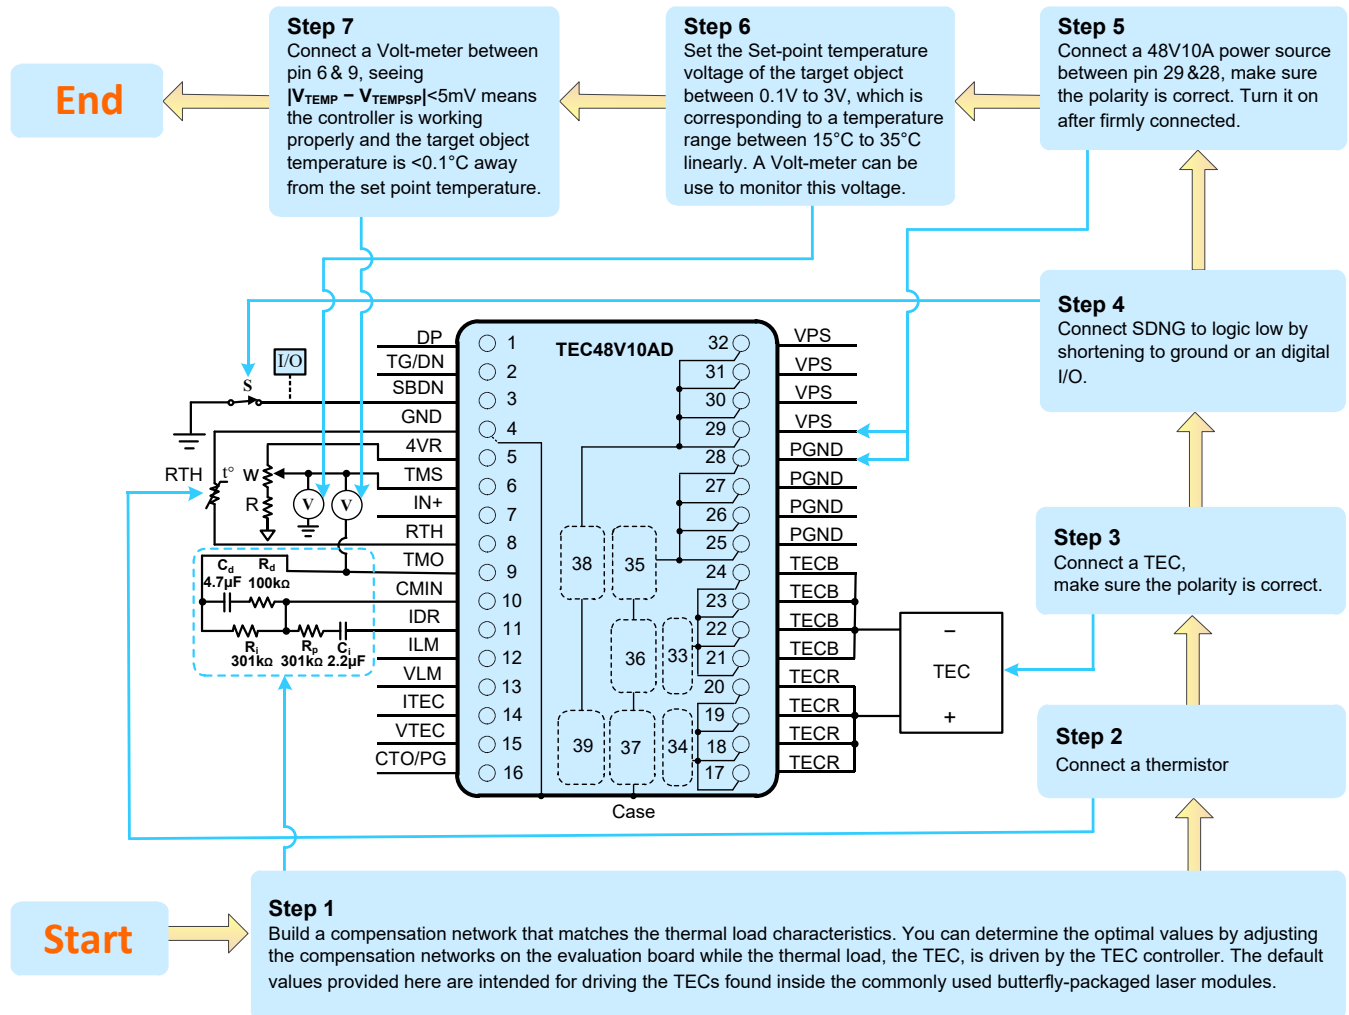 Step 7
Connect a Volt-meter between
pin 6 & 9, seeing
|VTEMP − VTEMPSP|<5mV means
the controller is working
properly and the target object
temperature is <0.1°C away
from the set point temperature.
Step 6
Set the Set-point temperature
voltage of the target object
between 0.1V to 3V, which is
corresponding to a temperature
range between 15°C to 35°C
linearly. A Volt-meter can be
use to monitor this voltage.
Step 5
Connect a 48V10A power source
between pin 29 &28, make sure
the polarity is correct. Turn it on
after firmly connected.
End
Step 4
Connect SDNG to logic low by
shortening to ground or an digital
I/O.
Step 3
Connect a TEC,
make sure the polarity is correct.
Step 2
Connect a thermistor
TEC48V10AD
DP 1
TG/DN 2
SBDN 3
GND 4
4VR 5
TMS 6
IN+ 7
RTH 8
TMO 9
CMIN 10
IDR 11
ILM 12
VLM 13
ITEC 14
VTEC 15
CTO/PG 16
32 VPS
31 VPS
30 VPS
29 VPS
28 PGND
27 PGND
26 PGND
25 PGND
24 TECB
23 TECB
22 TECB
21 TECB
20 TECR
19 TECR
18 TECR
17 TECR
38 35
36 33
39 37 34
Case
I/O
S
RTH t° W
R V V
Cd Rd
4.7μF 100kΩ
Ri Rp Ci
301kΩ 301kΩ 2.2μF
−
TEC
+
Start
Step 1
Build a compensation network that matches the thermal load characteristics. You can determine the optimal values by adjusting
the compensation networks on the evaluation board while the thermal load, the TEC, is driven by the TEC controller. The default
values provided here are intended for driving the TECs found inside the commonly used butterfly-packaged laser modules.